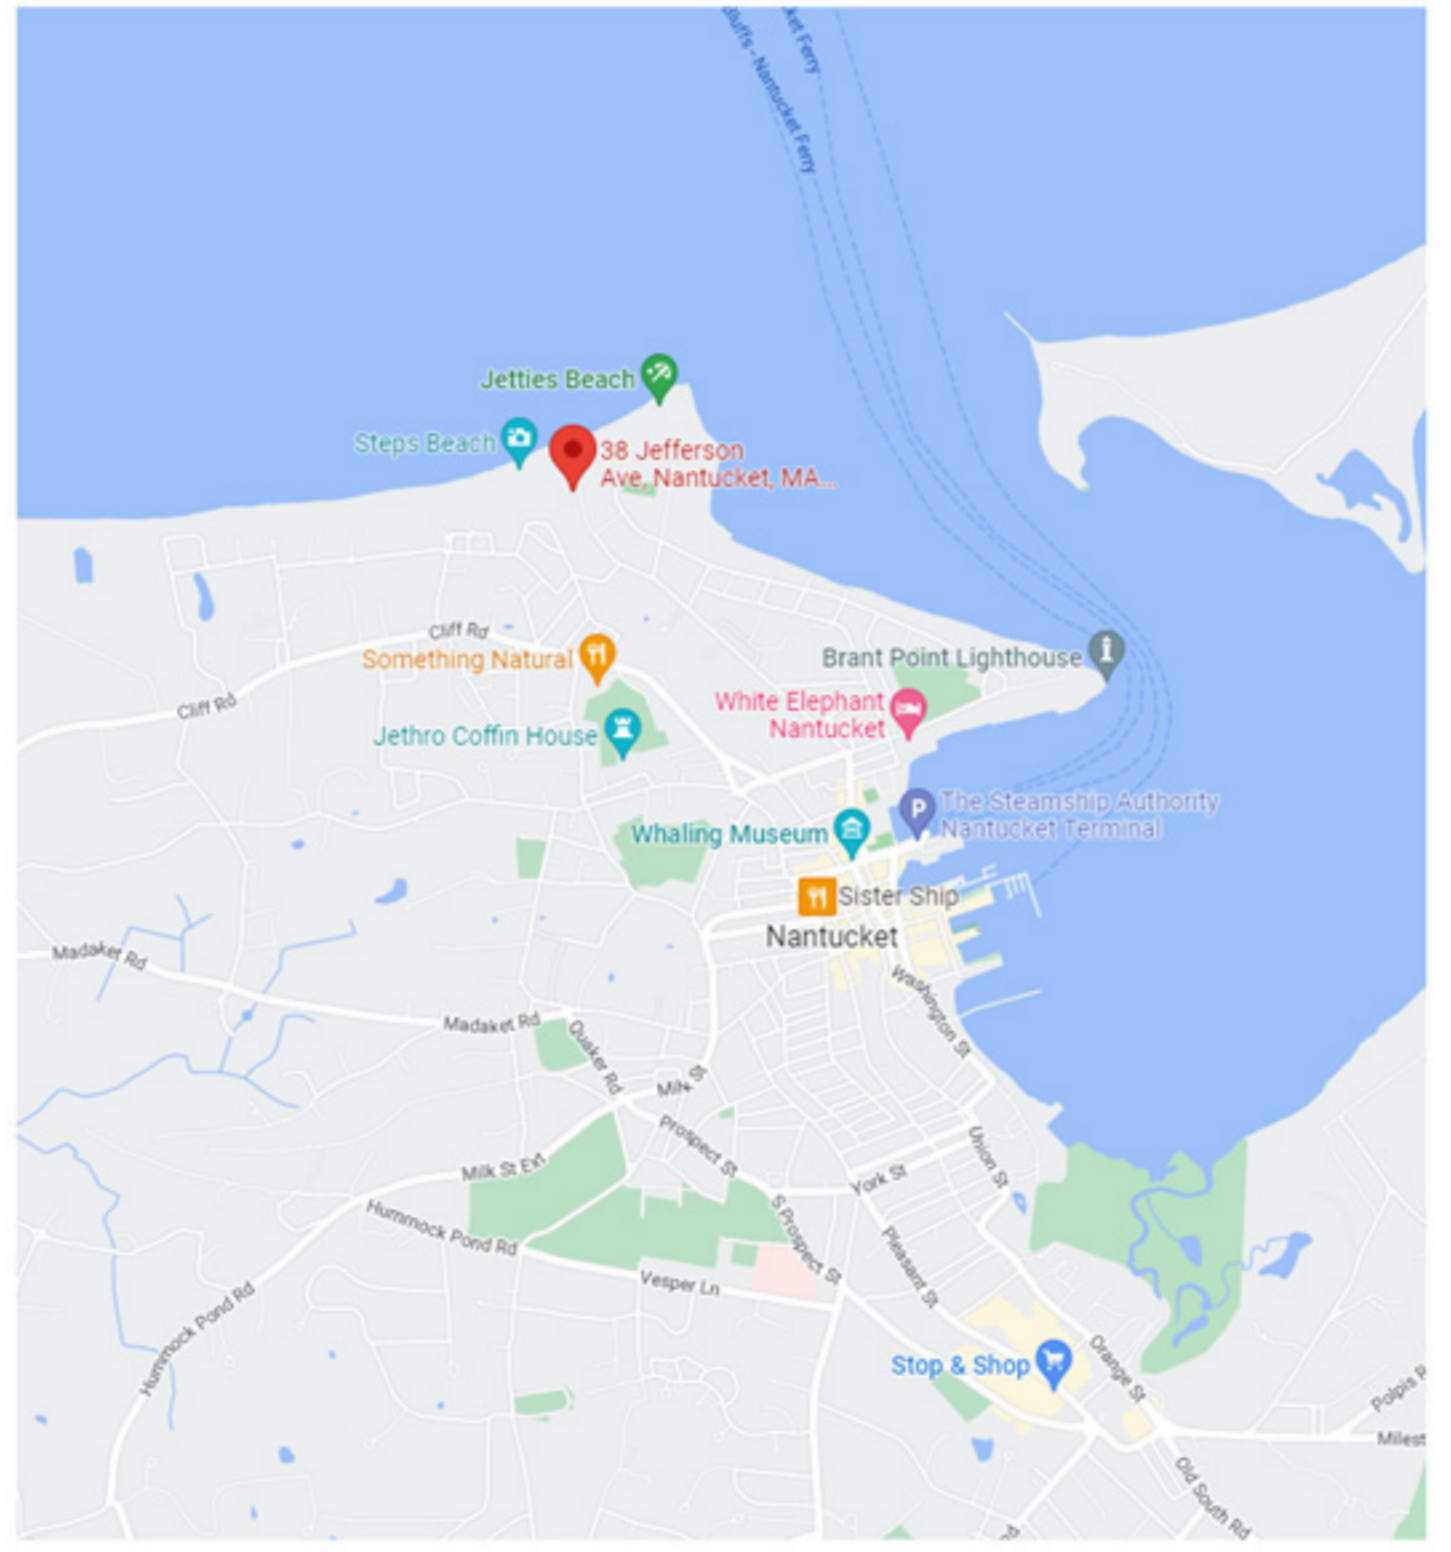 Bluffs - Nantucket Ferry
ket Ferry
Jetties Beach
Steps Beach
38 Jefferson
Ave, Nantucket, MA...
Cliff Rd
Something Natural
Cliff Rd
Brant Point Lighthouse
White Elephant
Nantucket
Jethro Coffin House
The Steamship Authority
Nantucket Terminal
Whaling Museum
Sister Ship
Nantucket
Madaket Rd
Washington St
Madaket Rd
Quaker Rd
Milk St
Prospect St
Union St
Milk St Ext
York St
Hummock Pond Rd
S Prospect St
Pleasant St
Vesper Ln
Hummock Pond Rd
Orange St
Stop & Shop
Polpis R
Milest
Old South Rd